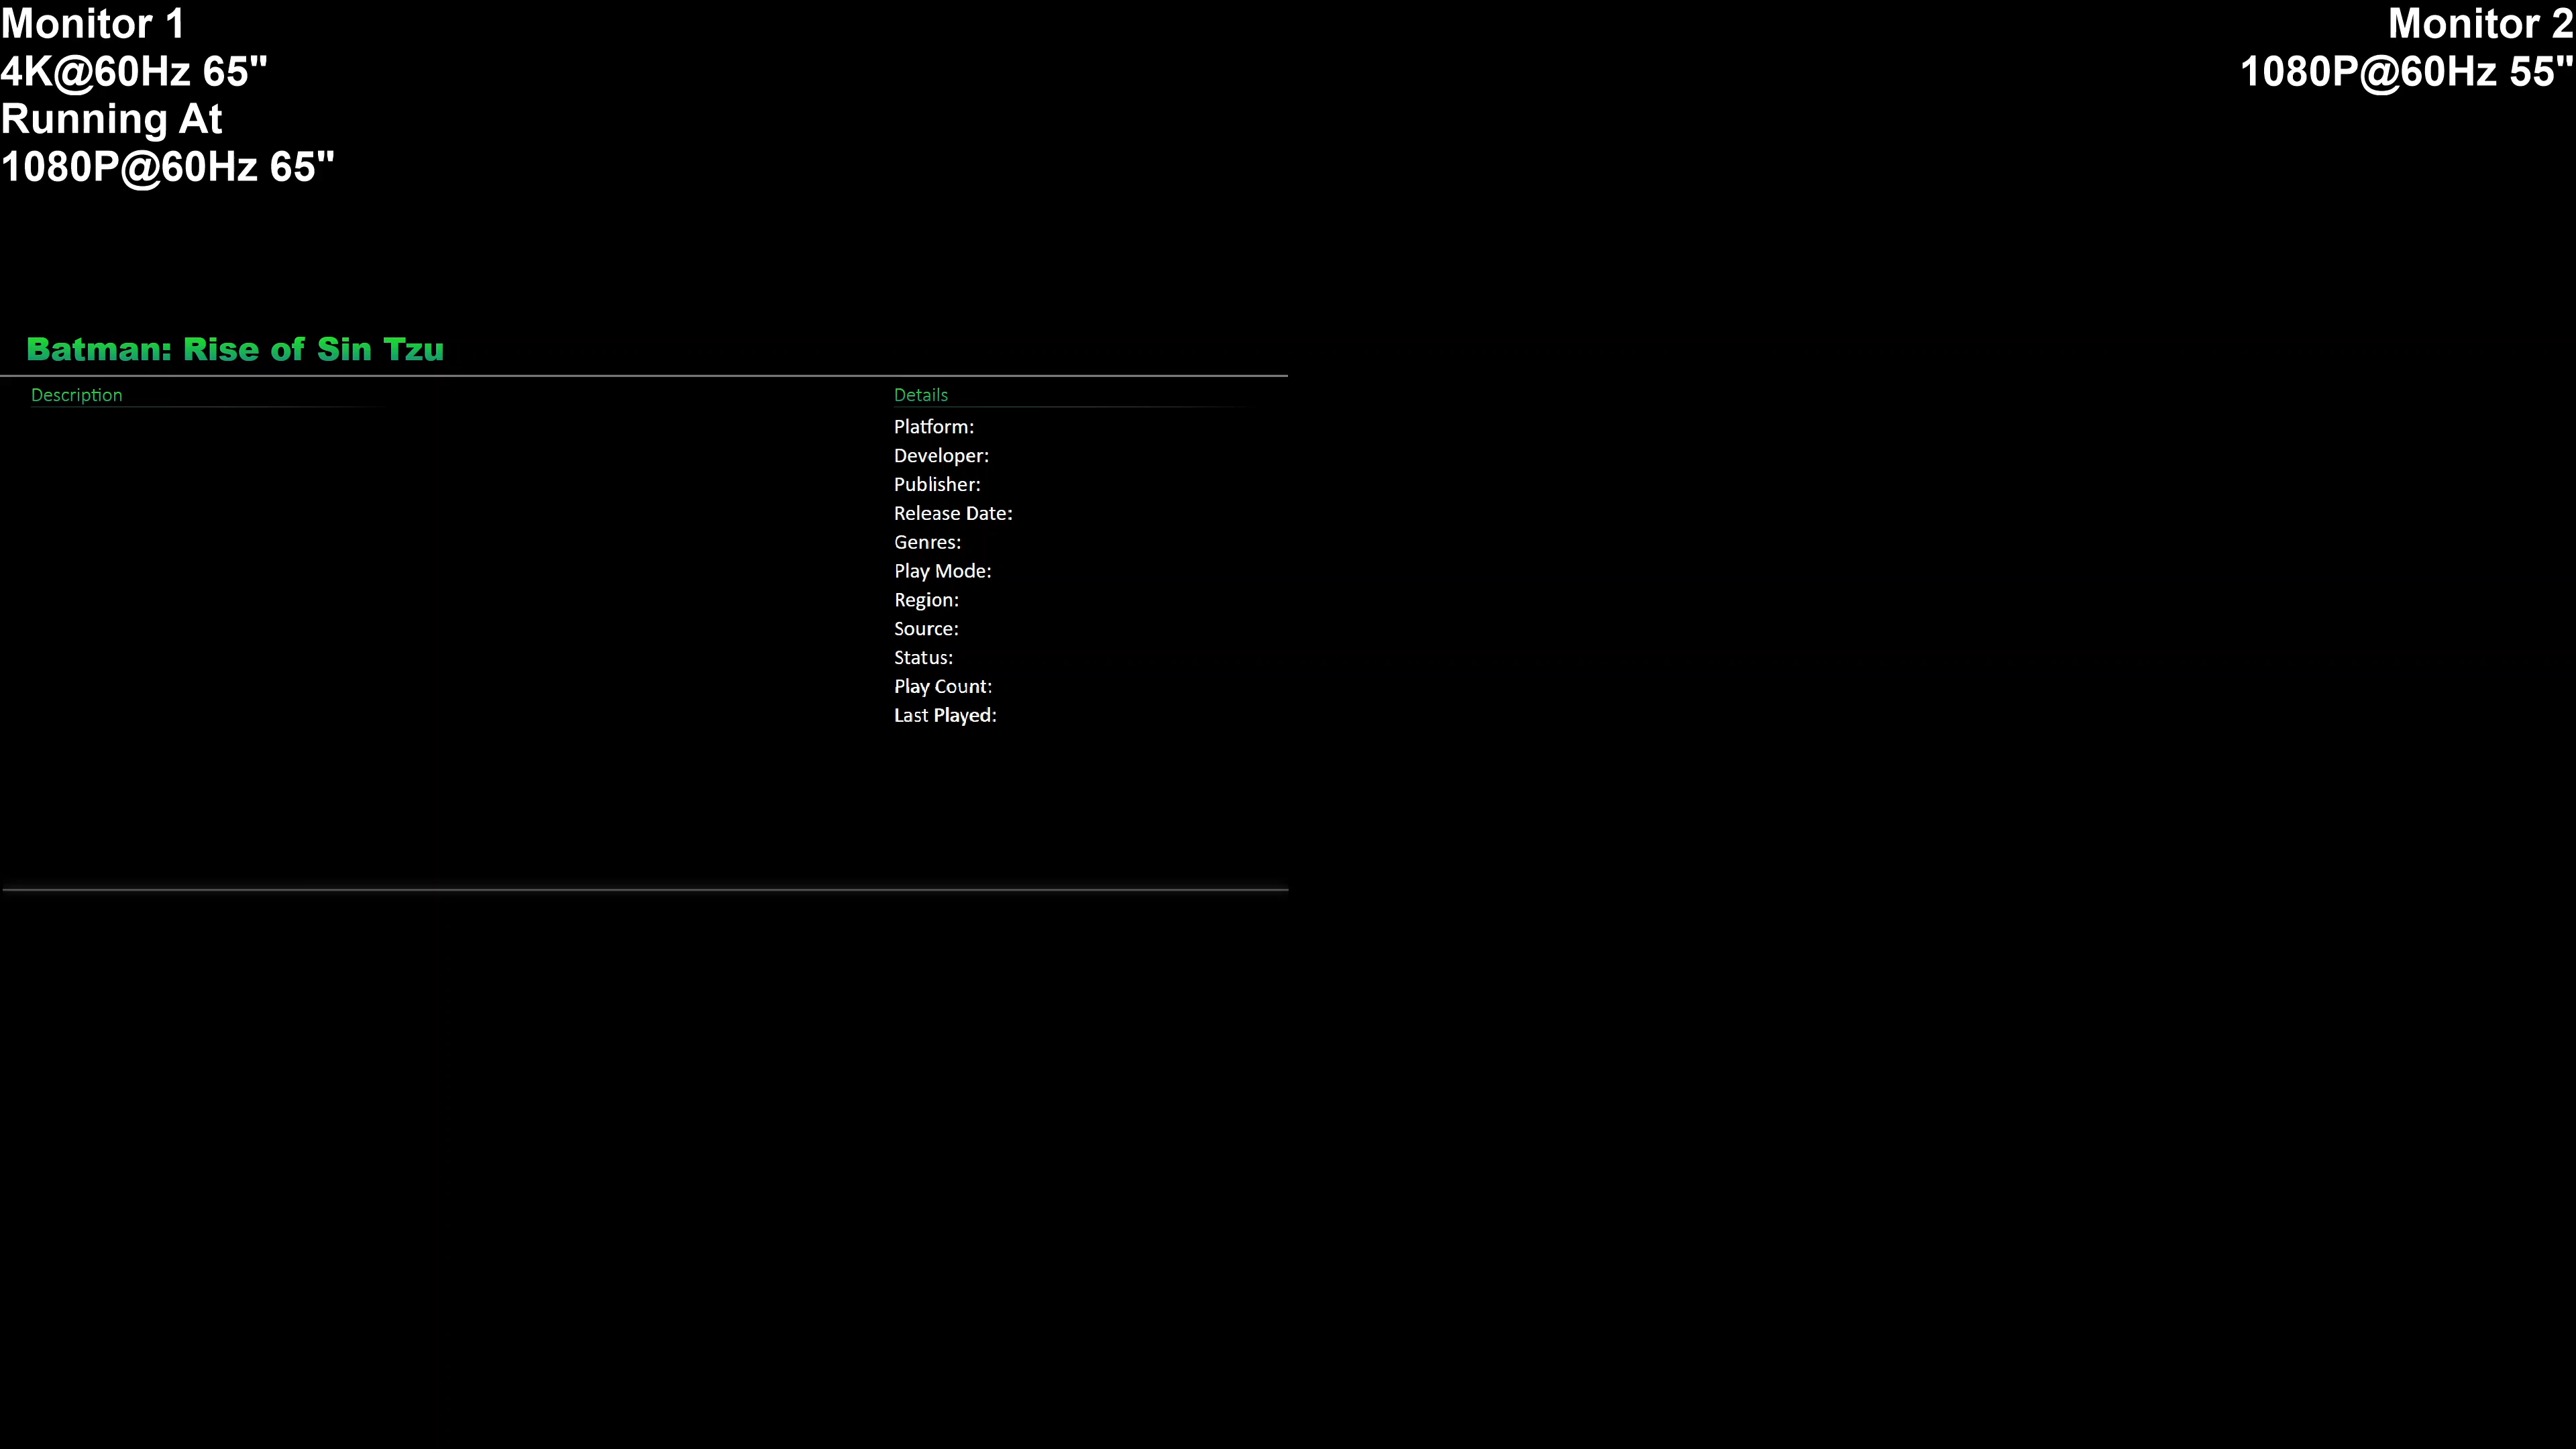 Monitor 1
4K@60Hz 65"
Running At
1080P@60Hz 65"
Monitor 2
1080P@60Hz 55"
Batman: Rise of Sin Tzu
Description
Details
Platform:
Developer:
Publisher:
Release Date:
Genres:
Play Mode:
Region:
Source:
Status:
Play Count:
Last Played: